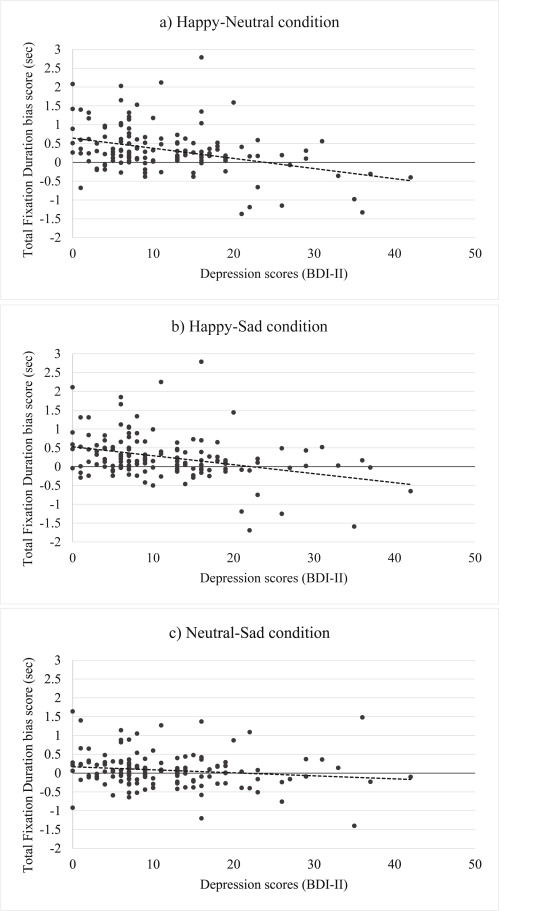 a) Happy-Neutral condition
Total Fixation Duration bias score (sec)
3
2.5
2
1.5
1
0.5
0
-0.5
-1
-1.5
-2
0 10 20 30 40 50
Depression scores (BDI-II)
b) Happy-Sad condition
Total Fixation Duration bias score (sec)
3
2.5
2
1.5
1
0.5
0
-0.5
-1
-1.5
-2
0 10 20 30 40 50
Depression scores (BDI-II)
c) Neutral-Sad condition
Total Fixation Duration bias score (sec)
3
2.5
2
1.5
1
0.5
0
-0.5
-1
-1.5
-2
0 10 20 30 40 50
Depression scores (BDI-II)